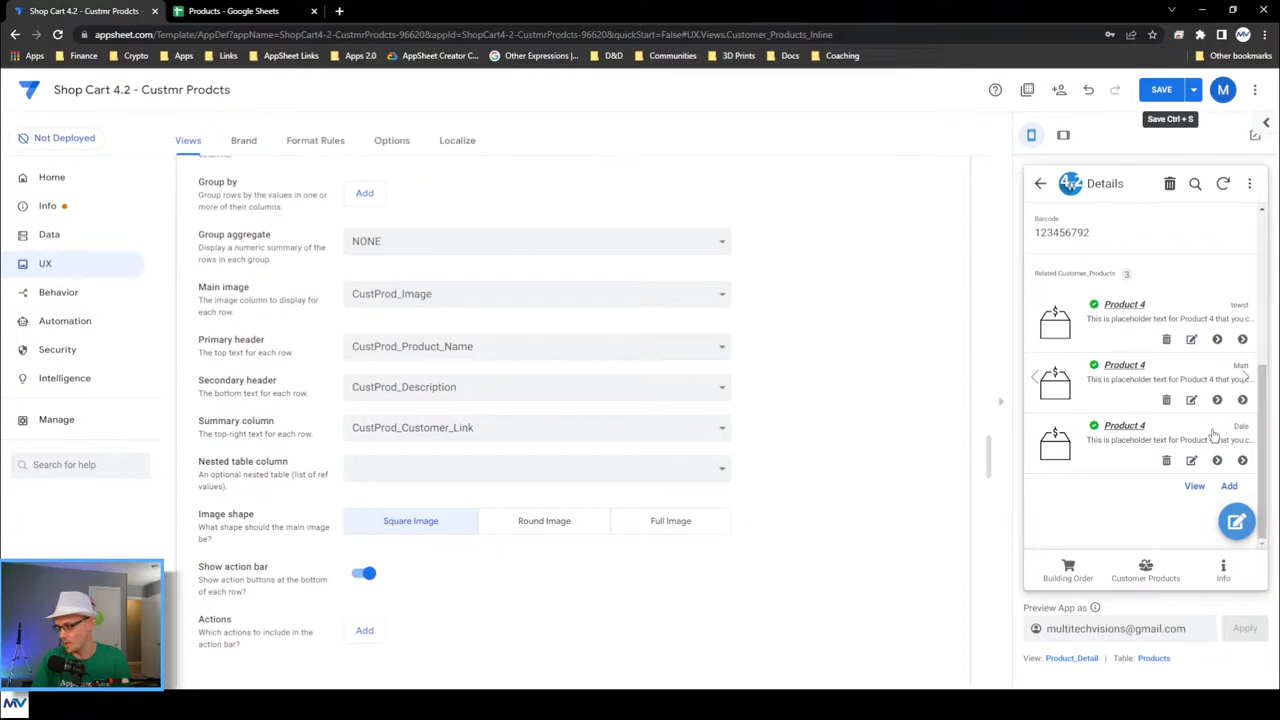 Shop Cart 4.2 - Custmr Prodcts -
Products - Google Sheets
appsheet.com/Template/AppDef?appName=ShopCart4-2-CustmrProdcts-96620&appId=ShopCart4-2-CustmrProdcts-96620&quickStart=False#UX.Views.Customer_Products_Inline
Apps Finance Crypto Apps Links AppSheet Links Apps 2.0 AppSheet Creator C... Other Expressions,... D&D Communities 3D Prints Docs Coaching Other bookmarks
Shop Cart 4.2 - Custmr Prodcts
SAVE
M
Save Ctrl + S
Not Deployed
Views Brand Format Rules Options Localize
Home
Info
Data
UX
Behavior
Automation
Security
Intelligence
Manage
Search for help
Group by
Group rows by the values in one or
more of their columns.
Add
Group aggregate
Display a numeric summary of the
rows in each group.
NONE
Main image
The image column to display for
each row.
CustProd_Image
Primary header
The top text for each row
CustProd_Product_Name
Secondary header
The bottom text for each row.
CustProd_Description
Summary column
The top-right text for each row.
CustProd_Customer_Link
Nested table column
An optional nested table (list of ref
values).
Image shape
What shape should the main image
be?
Square Image Round Image Full Image
Show action bar
Show action buttons at the bottom
of each row?
Actions
Which actions to include in the
action bar?
Add
4.2 Details
Barcode
123456792
Related Customer_Products 3
Product 4 tewst
This is placeholder text for Product 4 that you c...
Product 4 Matt
This is placeholder text for Product 4 that you c...
Product 4 Dale
This is placeholder text for Product 4 that you c...
View Add
Building Order Customer Products Info
Preview App as
multitechvisions@gmail.com Apply
View: Product_Detail | Table: Products
MV